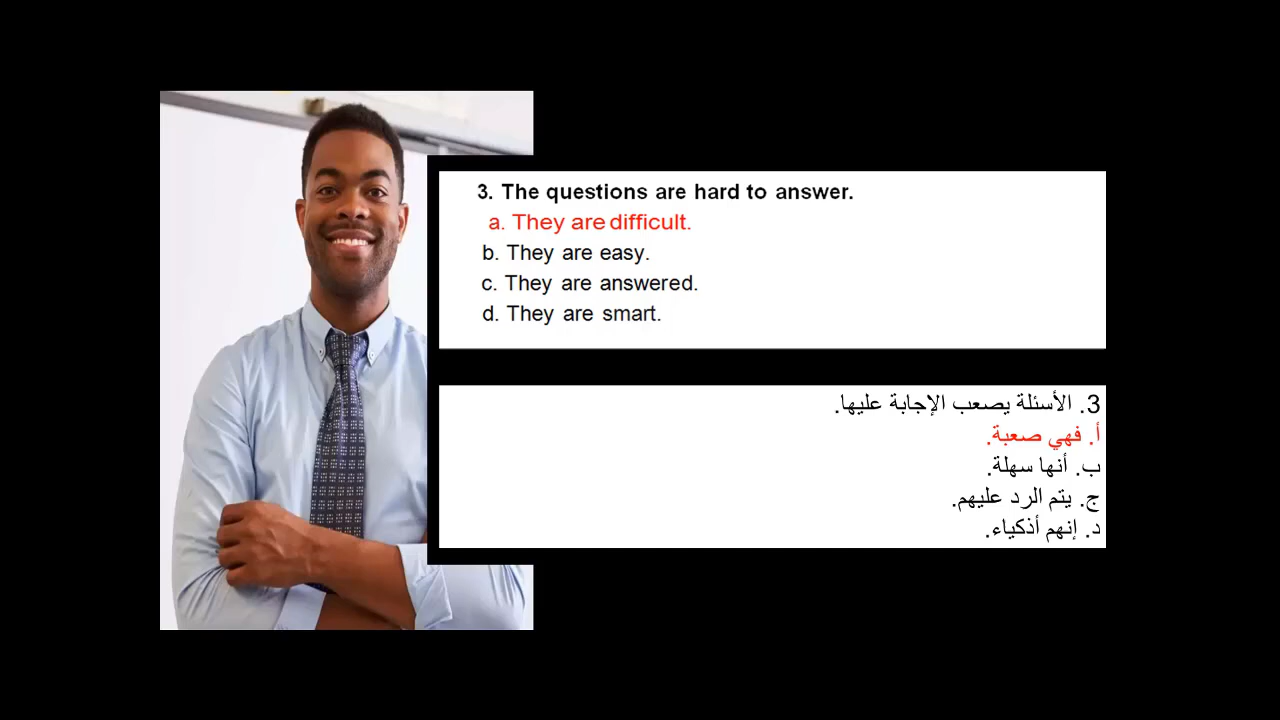 3. The questions are hard to answer.
a. They are difficult.
b. They are easy.
c. They are answered.
d. They are smart.
3. الأسئلة يصعب الإجابة عليها.
أ. فهي صعبة.
ب. أنها سهلة.
ج. يتم الرد عليهم.
د. إنهم أذكياء.